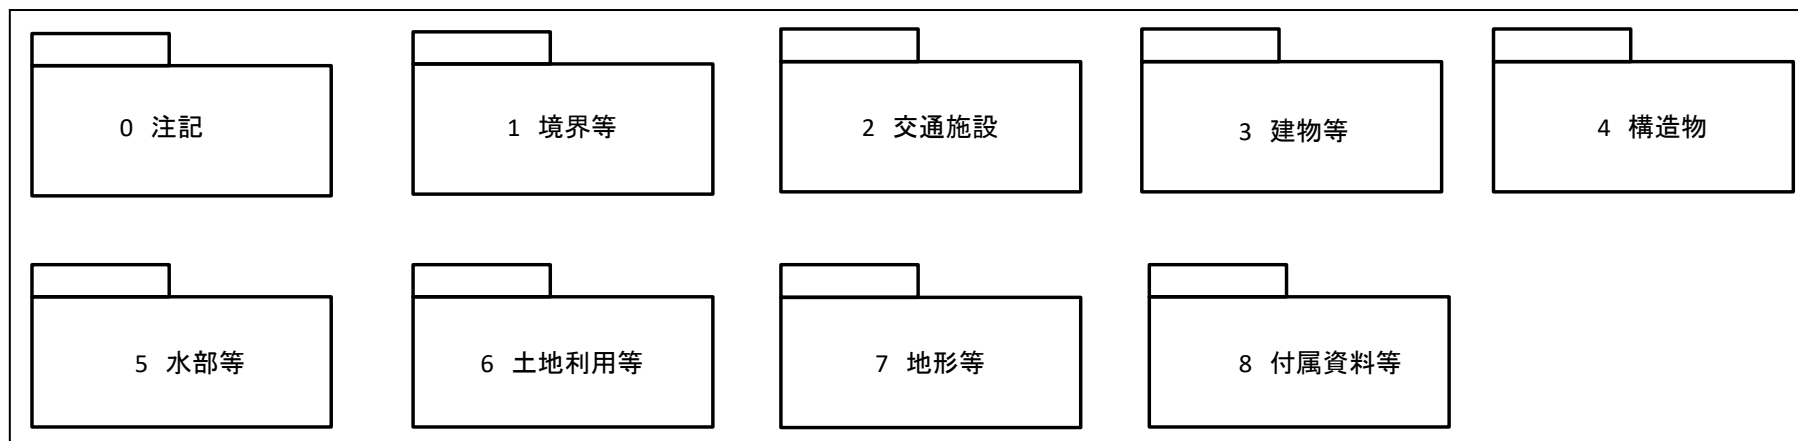 0 注記
1 境界等
2 交通施設
3 建物等
4 構造物
5 水部等
6 土地利用等
7 地形等
8 付属資料等